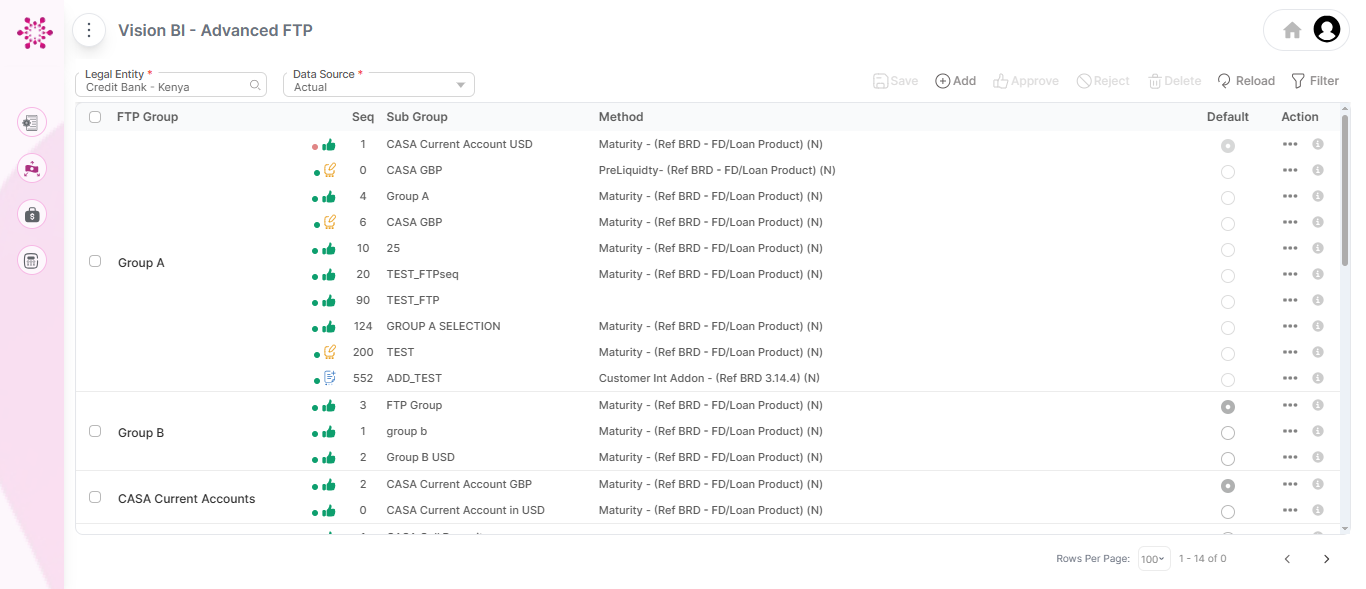 Vision BI - Advanced FTP
Legal Entity *
Credit Bank - Kenya
Data Source *
Actual
Save Add Approve Reject Delete Reload Filter
FTP Group Seq Sub Group Method Default Action
1 CASA Current Account USD Maturity - (Ref BRD - FD/Loan Product) (N)
0 CASA GBP PreLiquidty- (Ref BRD - FD/Loan Product) (N)
4 Group A Maturity - (Ref BRD - FD/Loan Product) (N)
6 CASA GBP Maturity - (Ref BRD - FD/Loan Product) (N)
10 25 Maturity - (Ref BRD - FD/Loan Product) (N)
Group A
20 TEST_FTPseq Maturity - (Ref BRD - FD/Loan Product) (N)
90 TEST_FTP
124 GROUP A SELECTION Maturity - (Ref BRD - FD/Loan Product) (N)
200 TEST Maturity - (Ref BRD - FD/Loan Product) (N)
552 ADD_TEST Customer Int Addon - (Ref BRD 3.14.4) (N)
3 FTP Group Maturity - (Ref BRD - FD/Loan Product) (N)
Group B 1 group b Maturity - (Ref BRD - FD/Loan Product) (N)
2 Group B USD Maturity - (Ref BRD - FD/Loan Product) (N)
2 CASA Current Account GBP Maturity - (Ref BRD - FD/Loan Product) (N)
CASA Current Accounts
0 CASA Current Account in USD Maturity - (Ref BRD - FD/Loan Product) (N)
Rows Per Page: 100 1 - 14 of 0